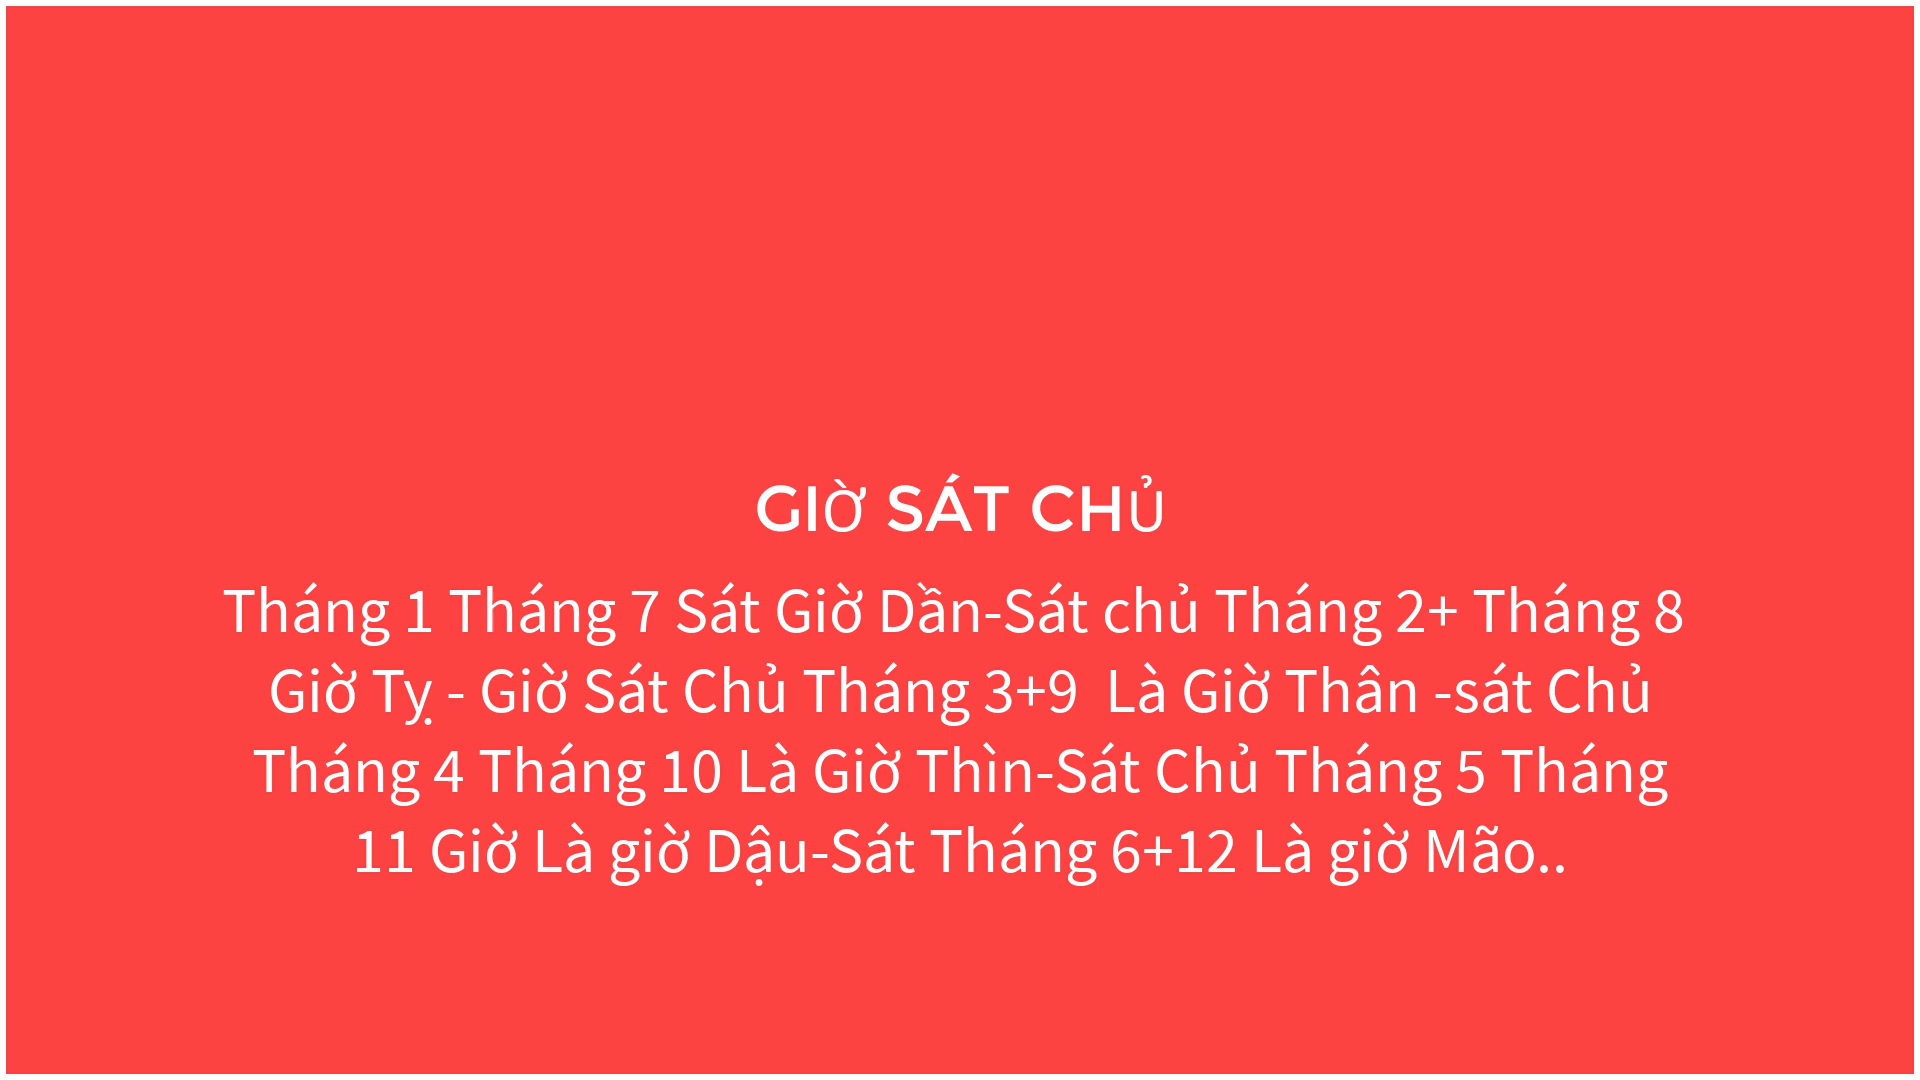 GIỜ SÁT CHỦ
Tháng 1 Tháng 7 Sát Giờ Dần-Sát chủ Tháng 2+ Tháng 8
Giờ Tỵ - Giờ Sát Chủ Tháng 3+9  Là Giờ Thân -sát Chủ
Tháng 4 Tháng 10 Là Giờ Thìn-Sát Chủ Tháng 5 Tháng
11 Giờ Là giờ Dậu-Sát Tháng 6+12 Là giờ Mão..